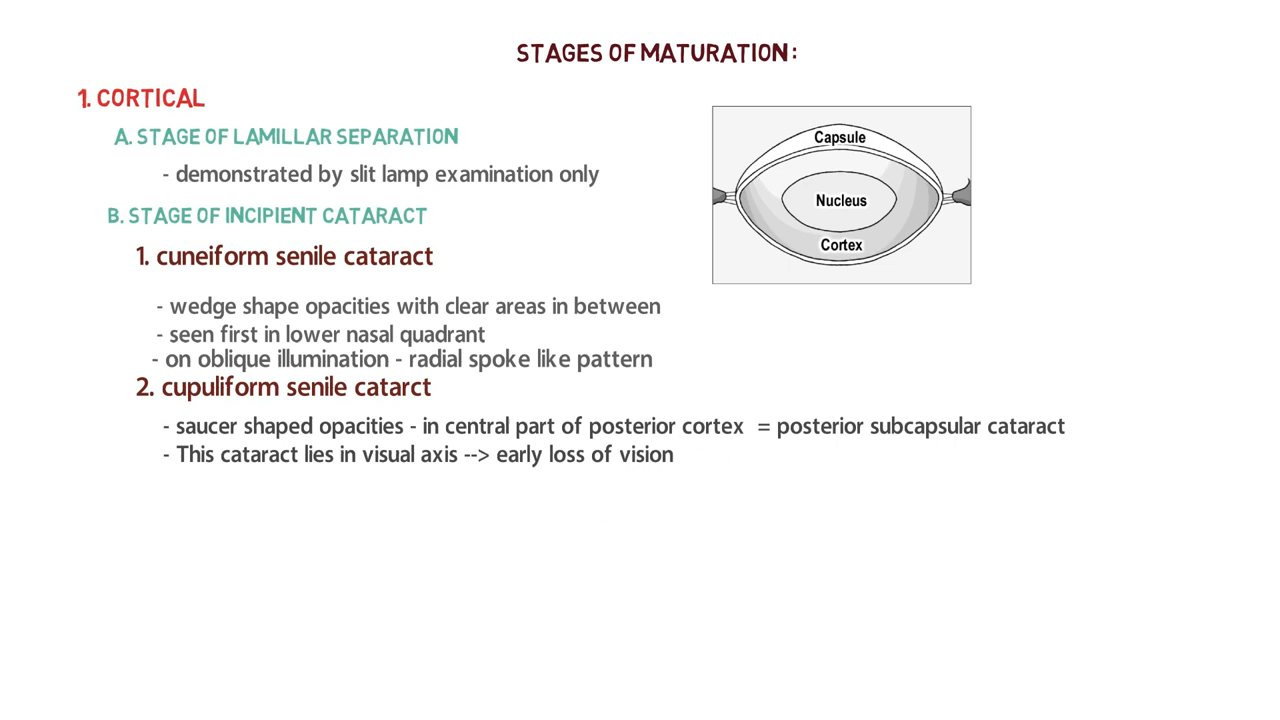 STAGES OF MATURATION :
1. CORTICAL
A. STAGE OF LAMILLAR SEPARATION
- demonstrated by slit lamp examination only
B. STAGE OF INCIPIENT CATARACT
1. cuneiform senile cataract
- wedge shape opacities with clear areas in between
- seen first in lower nasal quadrant
- on oblique illumination - radial spoke like pattern
2. cupuliform senile catarct
- saucer shaped opacities - in central part of posterior cortex = posterior subcapsular cataract
- This cataract lies in visual axis --> early loss of vision
Capsule
Nucleus
Cortex